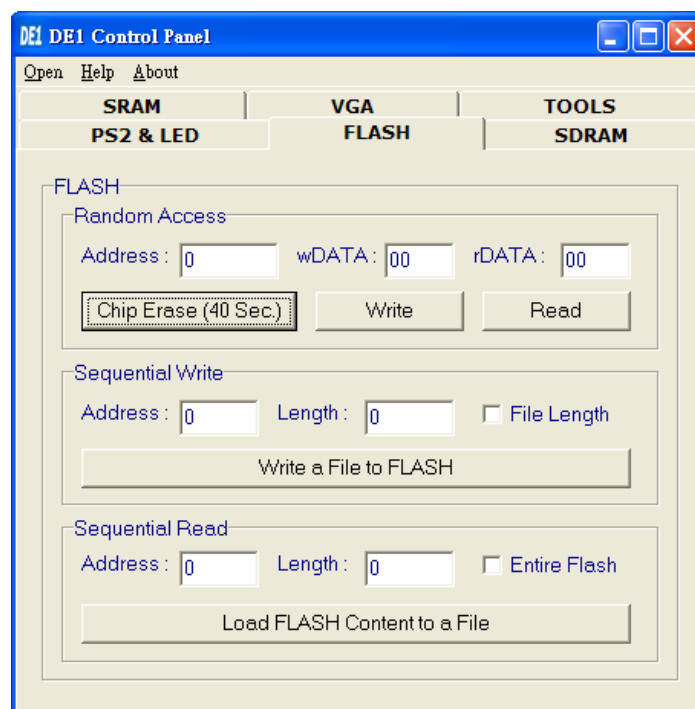 DE1 DE1 Control Panel
Open Help About
SRAM VGA TOOLS
PS2 & LED FLASH SDRAM
FLASH
Random Access
Address : 0 wDATA : 00 rDATA : 00
Chip Erase (40 Sec.) Write Read
Sequential Write
Address : 0 Length : 0 File Length
Write a File to FLASH
Sequential Read
Address : 0 Length : 0 Entire Flash
Load FLASH Content to a File